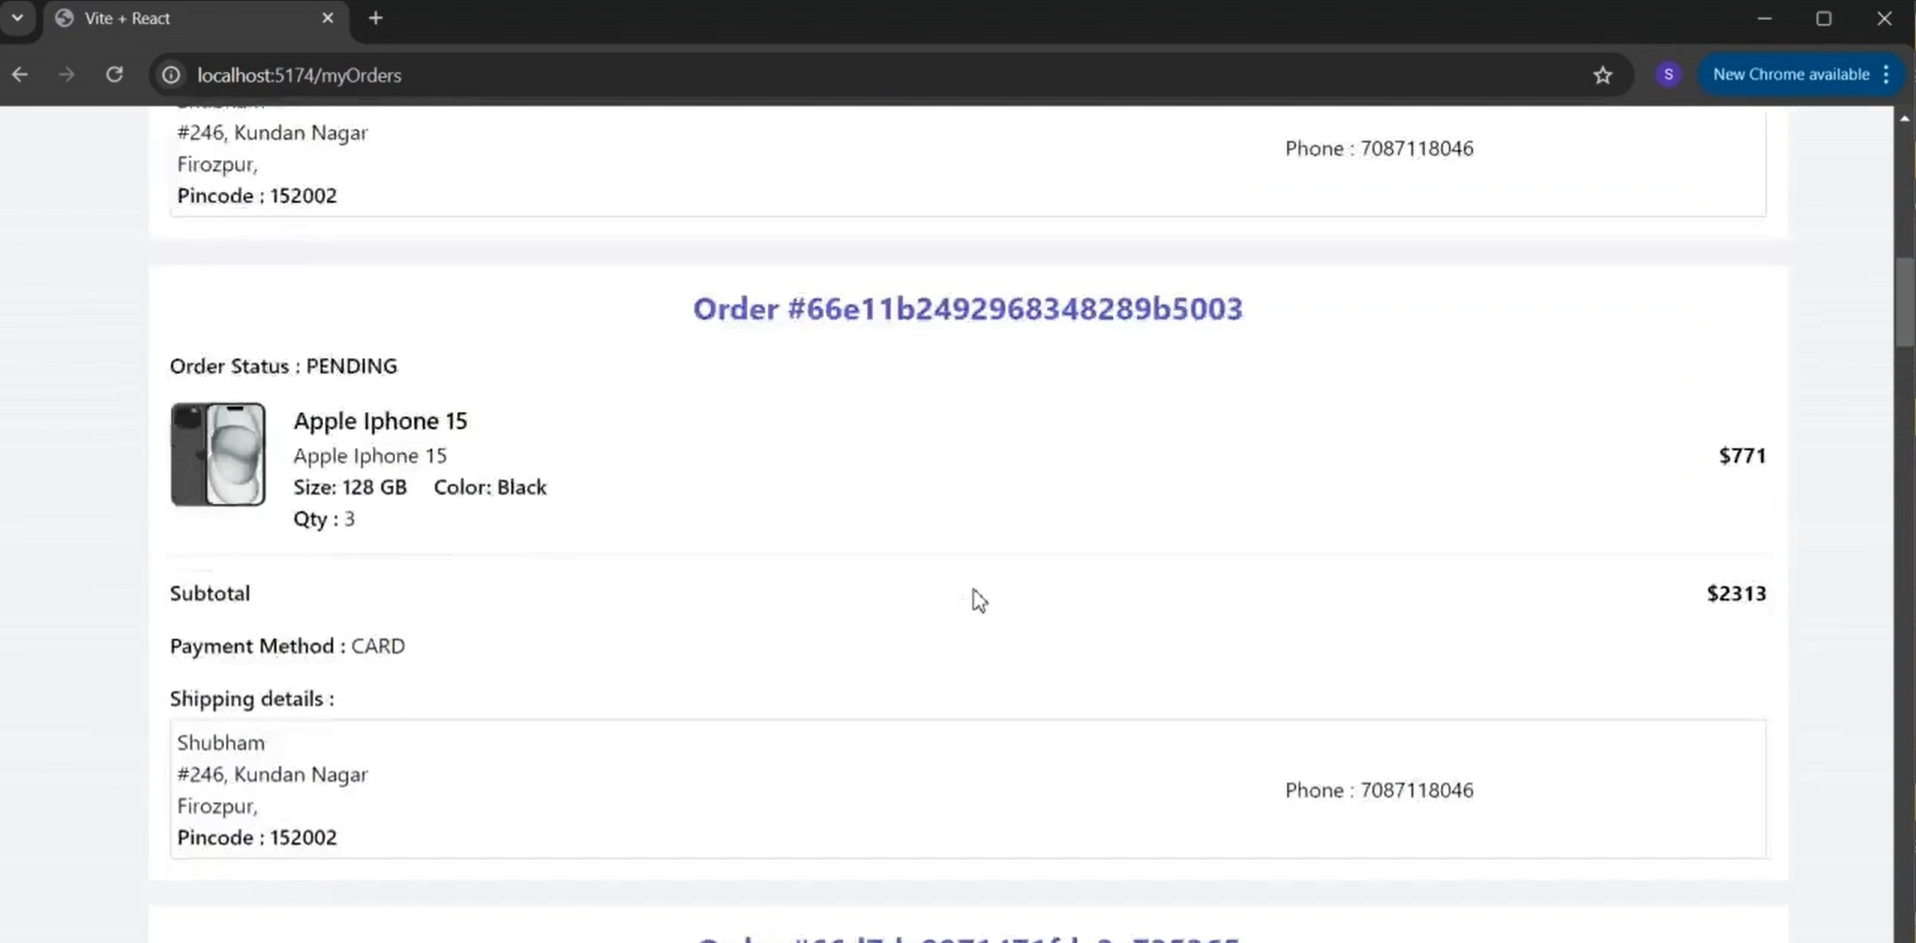 Vite + React
localhost:5174/myOrders
S
New Chrome available
#246, Kundan Nagar
Firozpur,
Pincode : 152002
Phone : 7087118046
Order #66e11b2492968348289b5003
Order Status : PENDING
Apple Iphone 15
Apple Iphone 15
Size: 128 GB Color: Black
Qty : 3
$771
Subtotal
$2313
Payment Method : CARD
Shipping details :
Shubham
#246, Kundan Nagar
Firozpur,
Pincode : 152002
Phone : 7087118046
Order